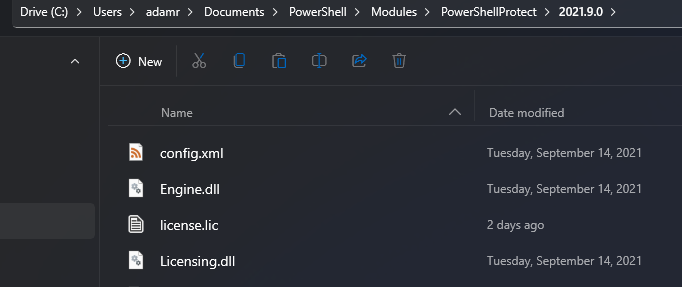 Drive (C:) > Users > adamr > Documents > PowerShell > Modules > PowerShellProtect > 2021.9.0 >
New
Name Date modified
config.xml Tuesday, September 14, 2021
Engine.dll Tuesday, September 14, 2021
license.lic 2 days ago
Licensing.dll Tuesday, September 14, 2021